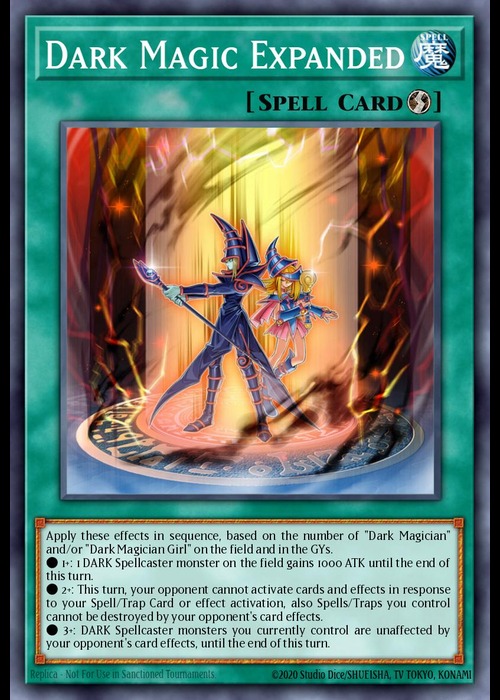 Dark Magic Expanded
SPELL
魔
[Spell Card]
Apply these effects in sequence, based on the number of "Dark Magician"
and/or "Dark Magician Girl" on the field and in the GYs.
● 1+: 1 DARK Spellcaster monster on the field gains 1000 ATK until the end of
this turn.
● 2+: This turn, your opponent cannot activate cards and effects in response
to your Spell/Trap Card or effect activation, also Spells/Traps you control
cannot be destroyed by your opponent's card effects.
● 3+: DARK Spellcaster monsters you currently control are unaffected by
your opponent's card effects, until the end of this turn.
Replica - Not For Use in Sanctioned Tournaments
©2020 Studio Dice/SHUEISHA, TV TOKYO, KONAMI